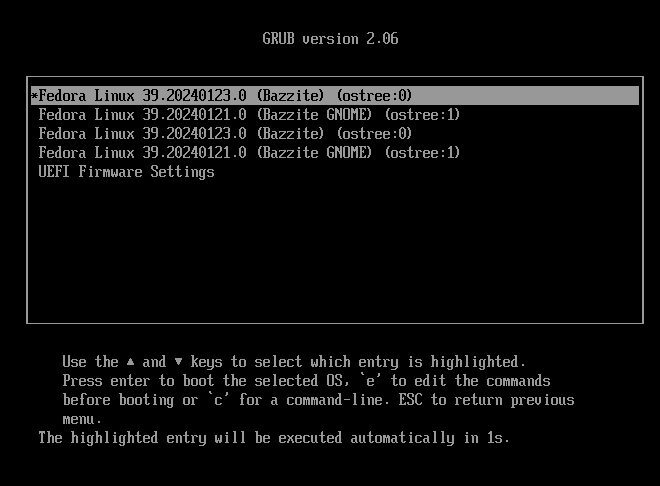 GRUB version 2.06
*Fedora Linux 39.20240123.0 (Bazzite) (ostree:0)
Fedora Linux 39.20240121.0 (Bazzite GNOME) (ostree:1)
Fedora Linux 39.20240123.0 (Bazzite) (ostree:0)
Fedora Linux 39.20240121.0 (Bazzite GNOME) (ostree:1)
UEFI Firmware Settings
Use the ▲ and ▼ keys to select which entry is highlighted.
Press enter to boot the selected OS, `e' to edit the commands
before booting or `c' for a command-line. ESC to return previous
menu.
The highlighted entry will be executed automatically in 1s.